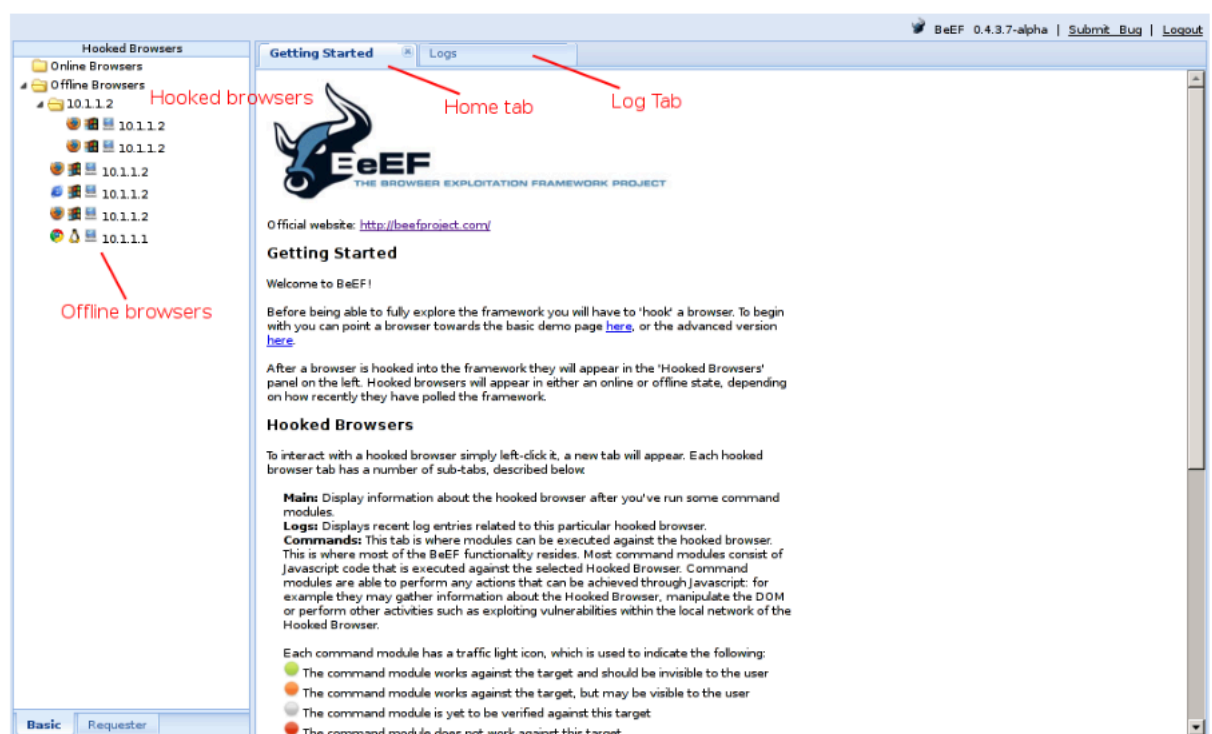 BeEF 0.4.3.7-alpha | Submit Bug | Logout
Hooked Browsers
Getting Started
Logs
Online Browsers
Offline Browsers
10.1.1.2
10.1.1.2
10.1.1.2
10.1.1.2
10.1.1.2
10.1.1.2
10.1.1.1
Hooked browsers
Home tab
Log Tab
Offline browsers
BeEF
THE BROWSER EXPLOITATION FRAMEWORK PROJECT
Official website: http://beefproject.com/
Getting Started
Welcome to BeEF!
Before being able to fully explore the framework you will have to 'hook' a browser. To begin
with you can point a browser towards the basic demo page here, or the advanced version
here.
After a browser is hooked into the framework they will appear in the 'Hooked Browsers'
panel on the left. Hooked browsers will appear in either an online or offline state, depending
on how recently they have polled the framework.
Hooked Browsers
To interact with a hooked browser simply left-click it, a new tab will appear. Each hooked
browser tab has a number of sub-tabs, described below:
Main: Display information about the hooked browser after you've run some command
modules.
Logs: Displays recent log entries related to this particular hooked browser.
Commands: This tab is where modules can be executed against the hooked browser.
This is where most of the BeEF functionality resides. Most command modules consist of
Javascript code that is executed against the selected Hooked Browser. Command
modules are able to perform any actions that can be achieved through Javascript: for
example they may gather information about the Hooked Browser, manipulate the DOM
or perform other activities such as exploiting vulnerabilities within the local network of the
Hooked Browser.
Each command module has a traffic light icon, which is used to indicate the following:
The command module works against the target and should be invisible to the user
The command module works against the target, but may be visible to the user
The command module is yet to be verified against this target
The command module does not work against this target
Basic
Requester